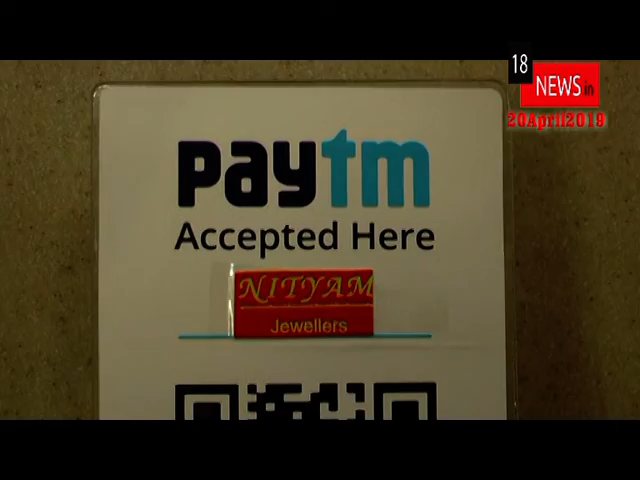 18
NEWS in
20April2019
paytm
Accepted Here
NITYAM
Jewellers